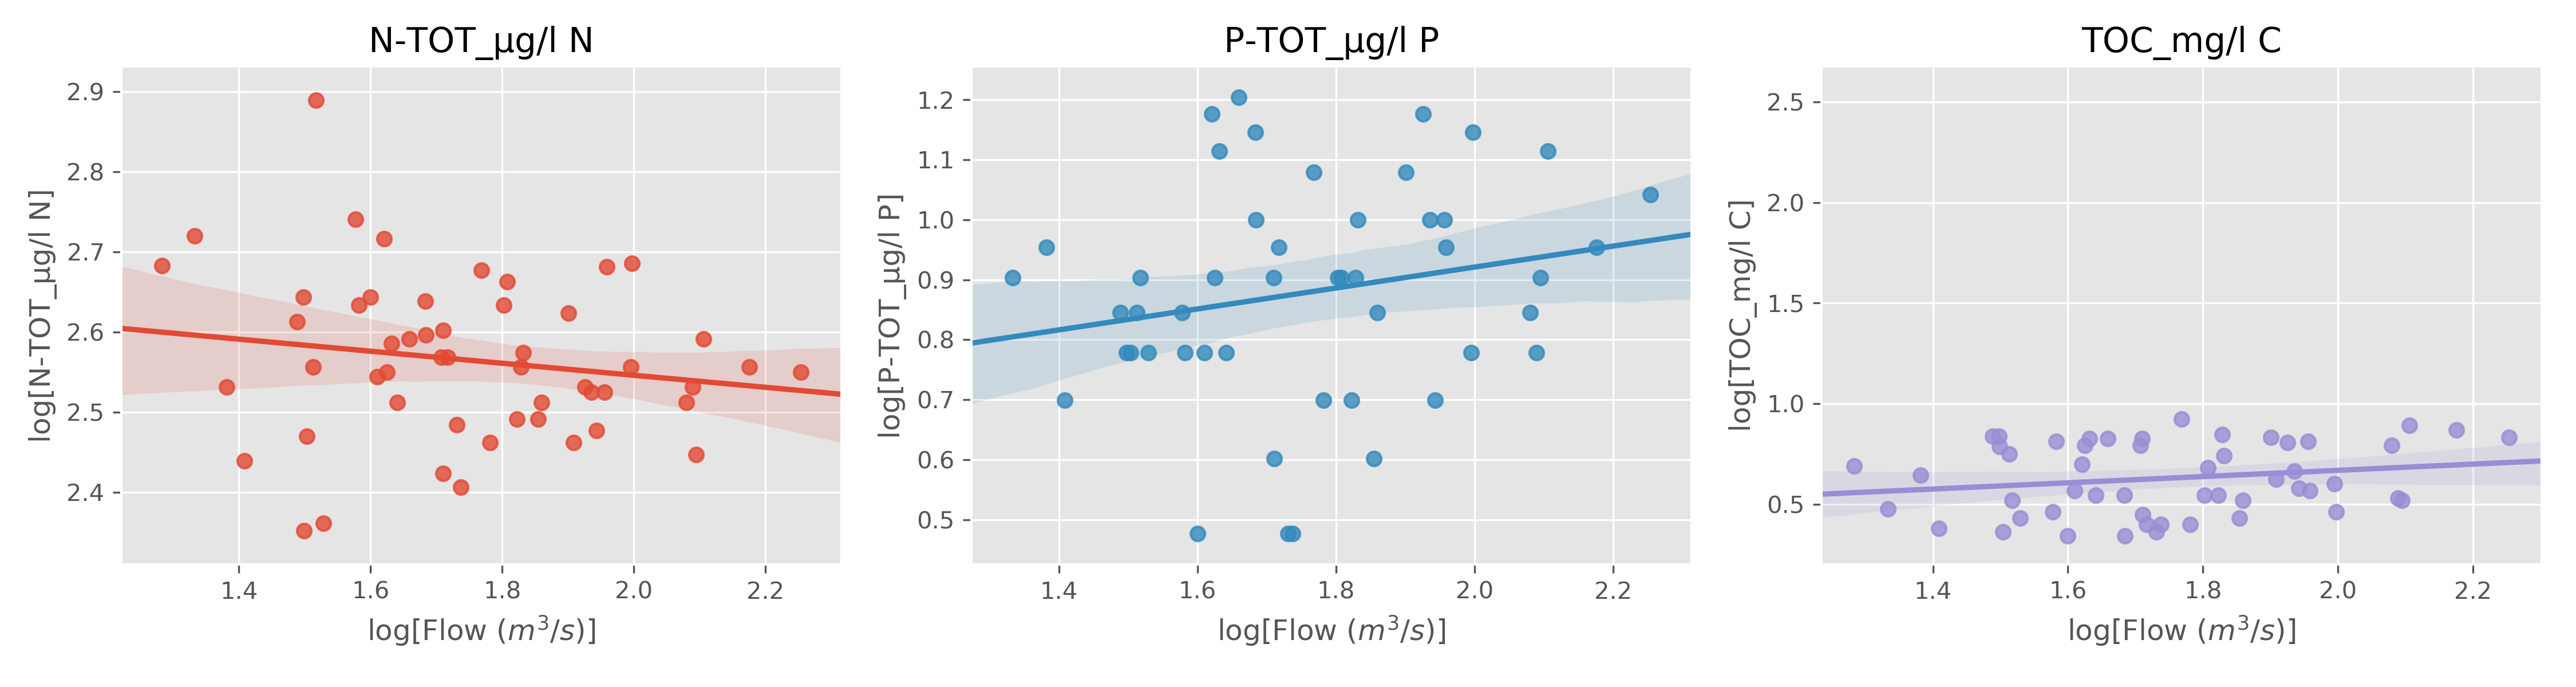 N-TOT_µg/l N
log[N-TOT_µg/l N]
2.9
2.8
2.7
2.6
2.5
2.4
1.4 1.6 1.8 2.0 2.2
log[Flow (m³/s)]
P-TOT_µg/l P
log[P-TOT_µg/l P]
1.2
1.1
1.0
0.9
0.8
0.7
0.6
0.5
1.4 1.6 1.8 2.0 2.2
log[Flow (m³/s)]
TOC_mg/l C
log[TOC_mg/l C]
2.5
2.0
1.5
1.0
0.5
1.4 1.6 1.8 2.0 2.2
log[Flow (m³/s)]